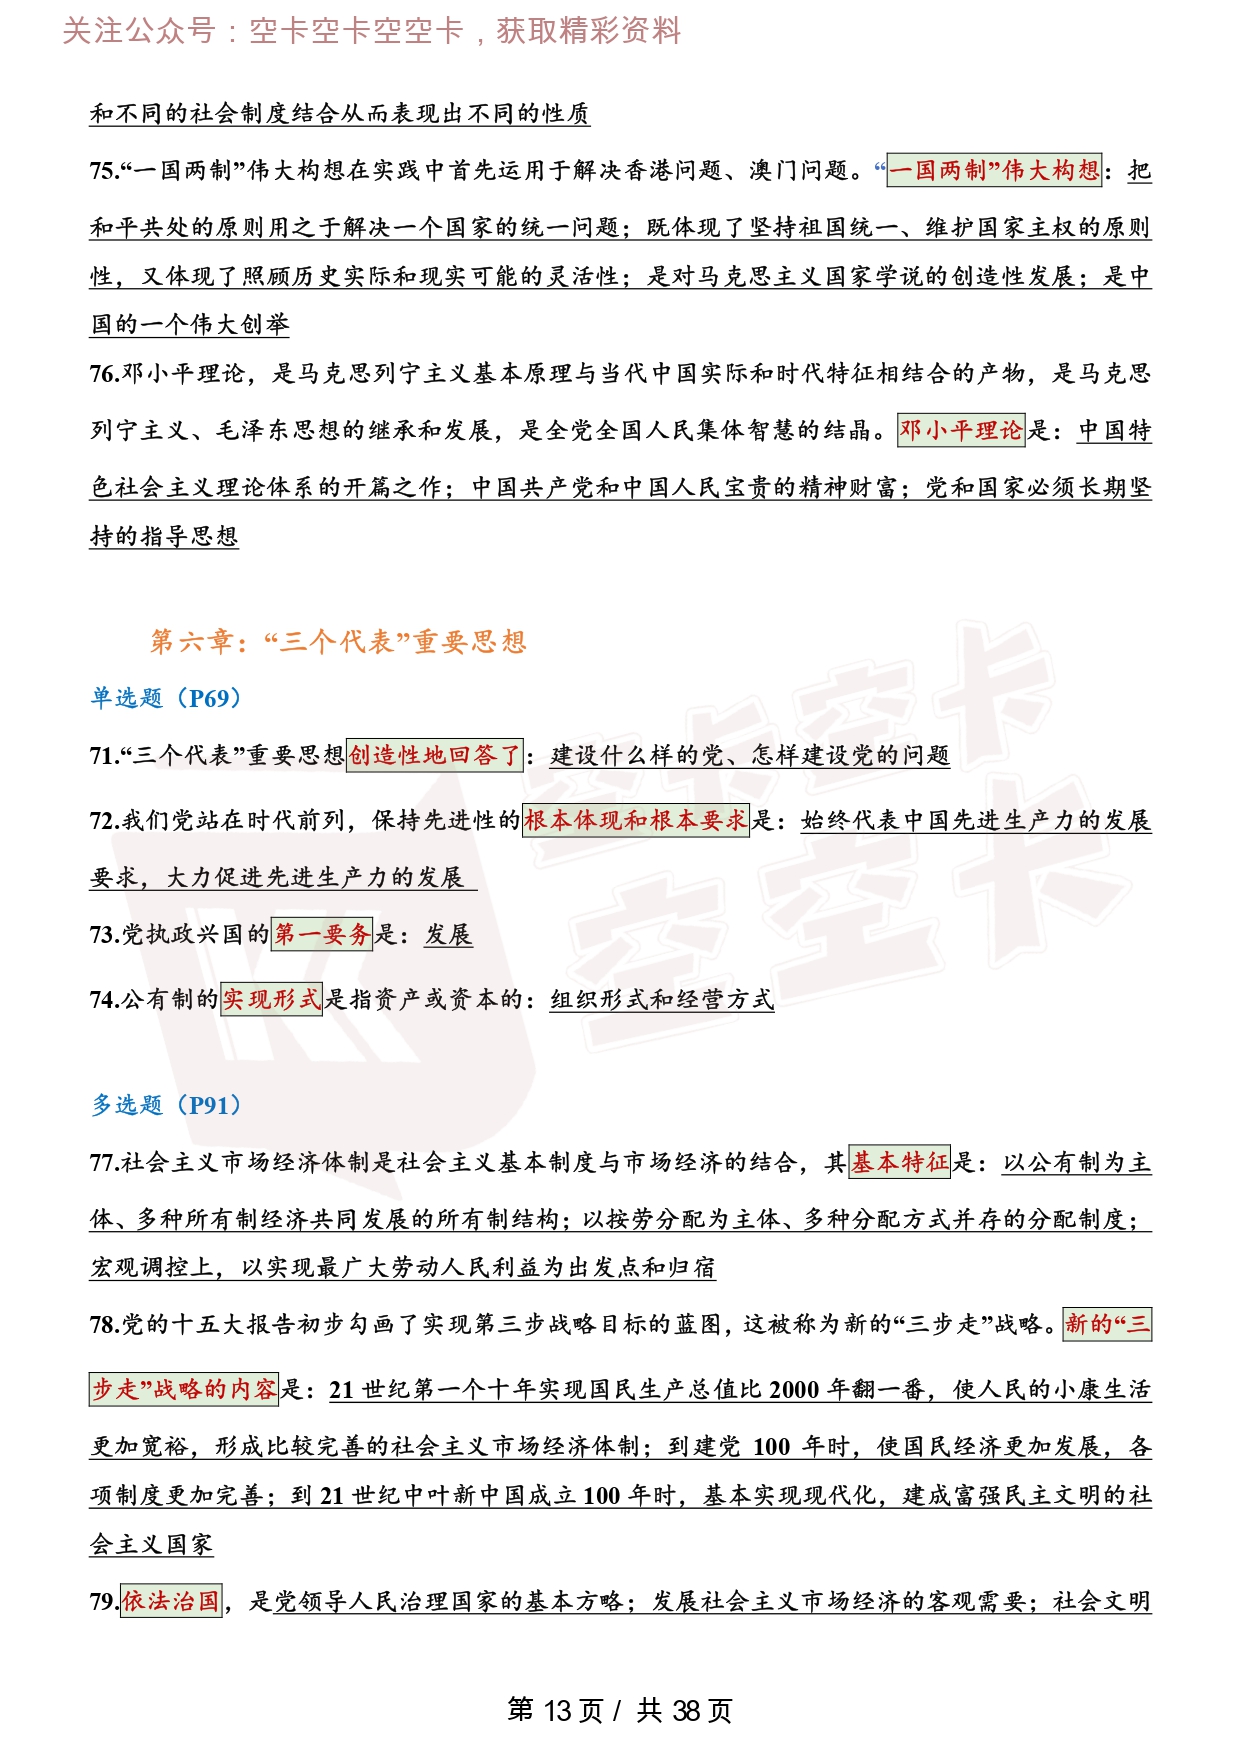 关注公众号：空卡空卡空空卡，获取精彩资料
和不同的社会制度结合从而表现出不同的性质
75.“一国两制”伟大构想在实践中首先运用于解决香港问题、澳门问题。“一国两制”伟大构想：把
和平共处的原则用之于解决一个国家的统一问题；既体现了坚持祖国统一、维护国家主权的原则
性，又体现了照顾历史实际和现实可能的灵活性；是对马克思主义国家学说的创造性发展；是中
国的一个伟大创举
76.邓小平理论，是马克思列宁主义基本原理与当代中国实际和时代特征相结合的产物，是马克思
列宁主义、毛泽东思想的继承和发展，是全党全国人民集体智慧的结晶。邓小平理论是：中国特
色社会主义理论体系的开篇之作；中国共产党和中国人民宝贵的精神财富；党和国家必须长期坚
持的指导思想
第六章：“三个代表”重要思想
单选题（P69）
71.“三个代表”重要思想创造性地回答了：建设什么样的党、怎样建设党的问题
72.我们党站在时代前列，保持先进性的根本体现和根本要求是：始终代表中国先进生产力的发展
要求，大力促进先进生产力的发展
73.党执政兴国的第一要务是：发展
74.公有制的实现形式是指资产或资本的：组织形式和经营方式
多选题（P91）
77.社会主义市场经济体制是社会主义基本制度与市场经济的结合，其基本特征是：以公有制为主
体、多种所有制经济共同发展的所有制结构；以按劳分配为主体、多种分配方式并存的分配制度；
宏观调控上，以实现最广大劳动人民利益为出发点和归宿
78.党的十五大报告初步勾画了实现第三步战略目标的蓝图，这被称为新的“三步走”战略。新的“三
步走”战略的内容是：21 世纪第一个十年实现国民生产总值比 2000 年翻一番，使人民的小康生活
更加宽裕，形成比较完善的社会主义市场经济体制；到建党 100 年时，使国民经济更加发展，各
项制度更加完善；到 21 世纪中叶新中国成立 100 年时，基本实现现代化，建成富强民主文明的社
会主义国家
79.依法治国，是党领导人民治理国家的基本方略；发展社会主义市场经济的客观需要；社会文明
空卡空卡
空空卡
第 13 页 / 共 38 页